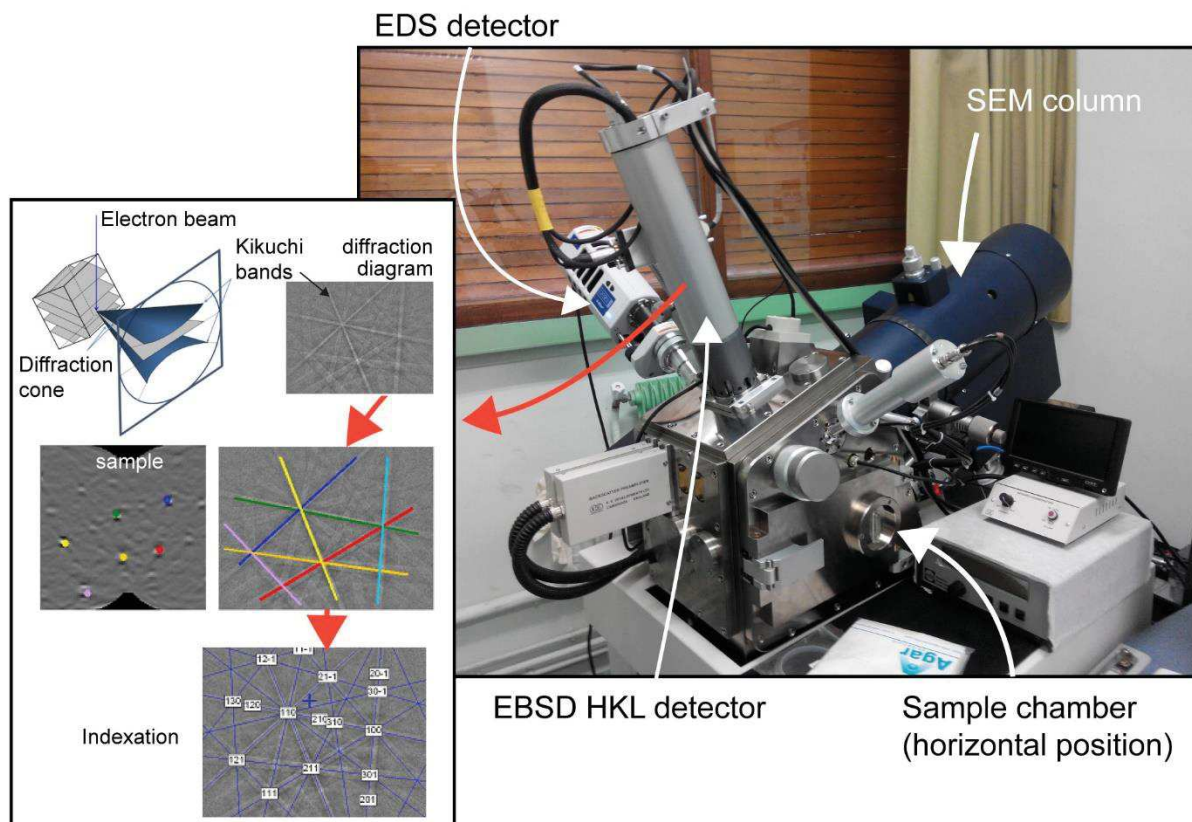 EDS detector
SEM column
Electron beam
Kikuchi
bands
diffraction
diagram
Diffraction
cone
sample
Indexation
12-1
11-1
21-1
20-1
30-1
130
120
110
210
310
100
121
211
301
111
201
Agar
EBSD HKL detector
Sample chamber
(horizontal position)